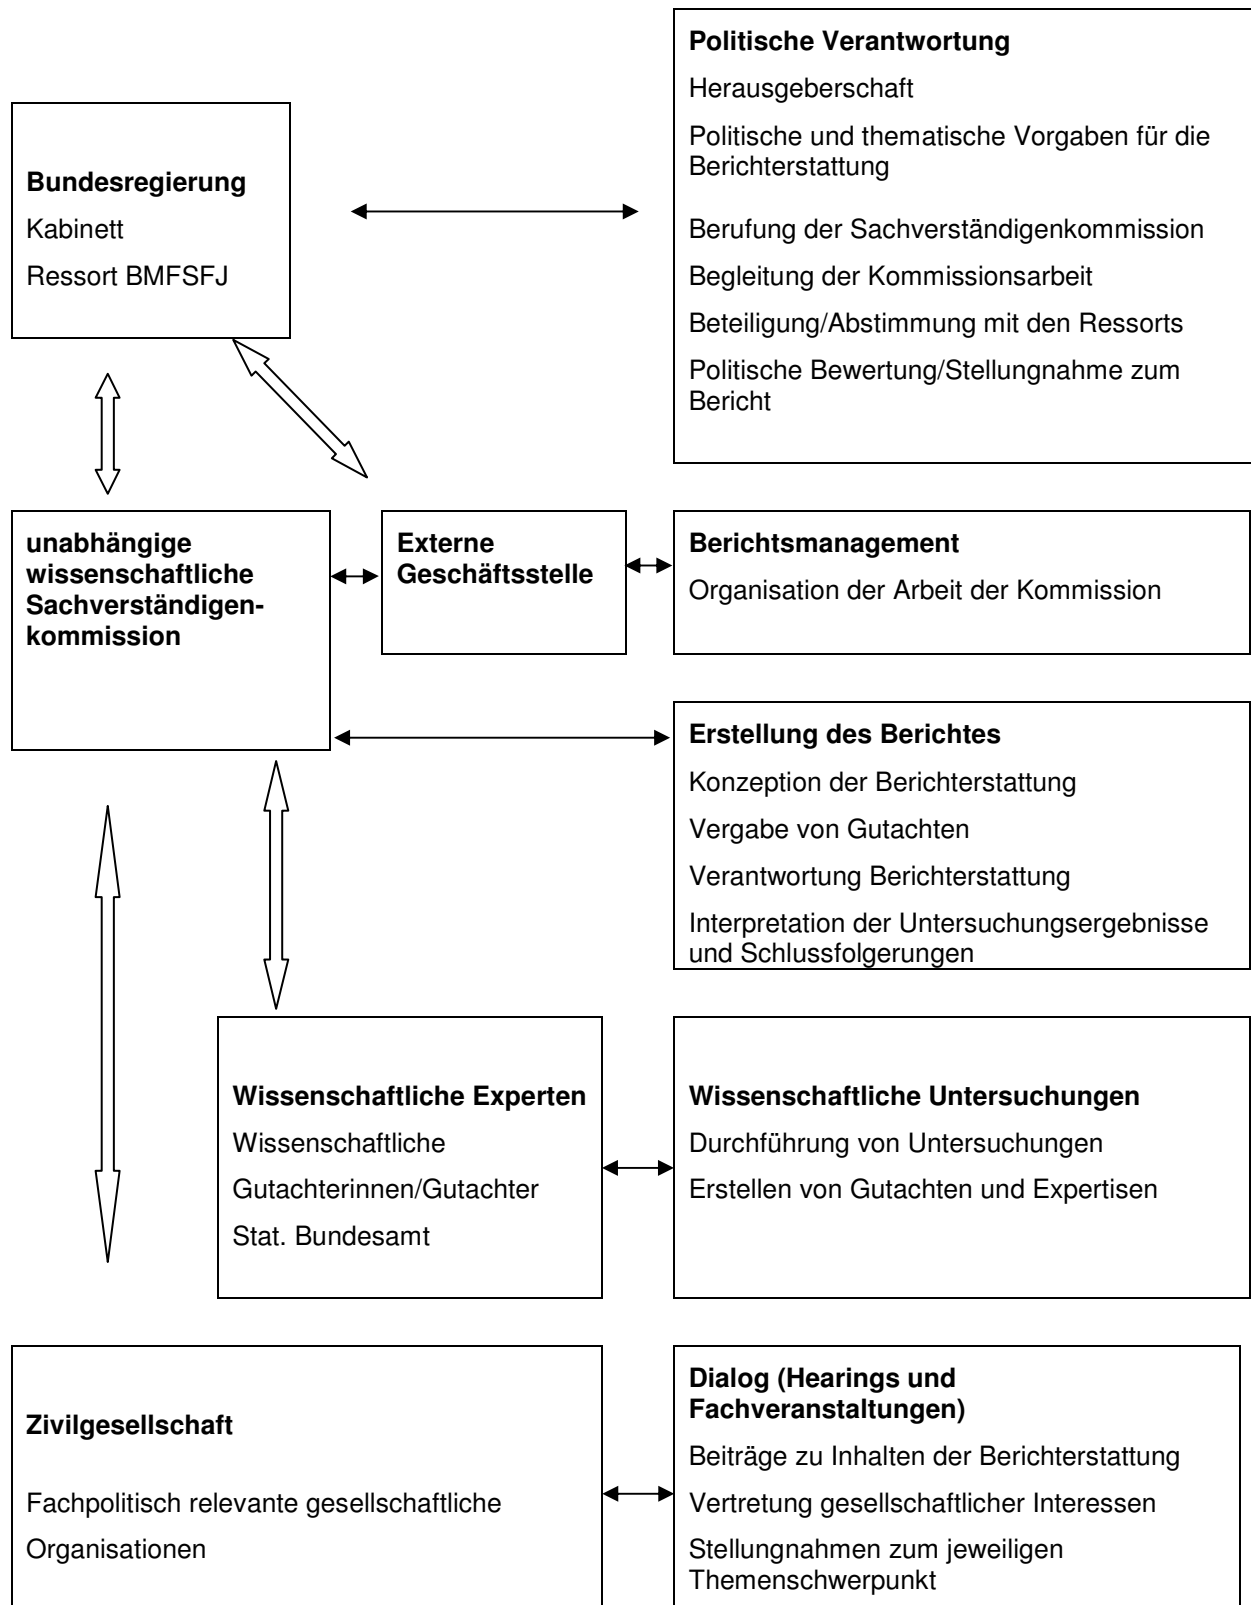 Politische Verantwortung
Herausgeberschaft
Politische und thematische Vorgaben für die
Berichterstattung
Berufung der Sachverständigenkommission
Begleitung der Kommissionsarbeit
Beteiligung/Abstimmung mit den Ressorts
Politische Bewertung/Stellungnahme zum
Bericht
Bundesregierung
Kabinett
Ressort BMFSFJ
unabhängige
wissenschaftliche
Sachverständigen-
kommission
Externe
Geschäftsstelle
Berichtsmanagement
Organisation der Arbeit der Kommission
Erstellung des Berichtes
Konzeption der Berichterstattung
Vergabe von Gutachten
Verantwortung Berichterstattung
Interpretation der Untersuchungsergebnisse
und Schlussfolgerungen
Wissenschaftliche Experten
Wissenschaftliche
Gutachterinnen/Gutachter
Stat. Bundesamt
Wissenschaftliche Untersuchungen
Durchführung von Untersuchungen
Erstellen von Gutachten und Expertisen
Zivilgesellschaft
Fachpolitisch relevante gesellschaftliche
Organisationen
Dialog (Hearings und
Fachveranstaltungen)
Beiträge zu Inhalten der Berichterstattung
Vertretung gesellschaftlicher Interessen
Stellungnahmen zum jeweiligen
Themenschwerpunkt